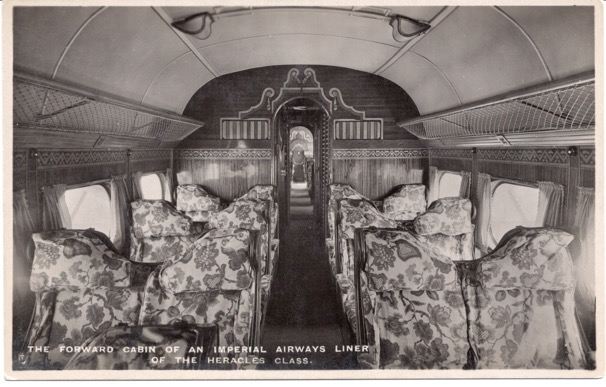 THE FORWARD CABIN OF AN IMPERIAL AIRWAYS LINER
OF THE HERACLES CLASS.